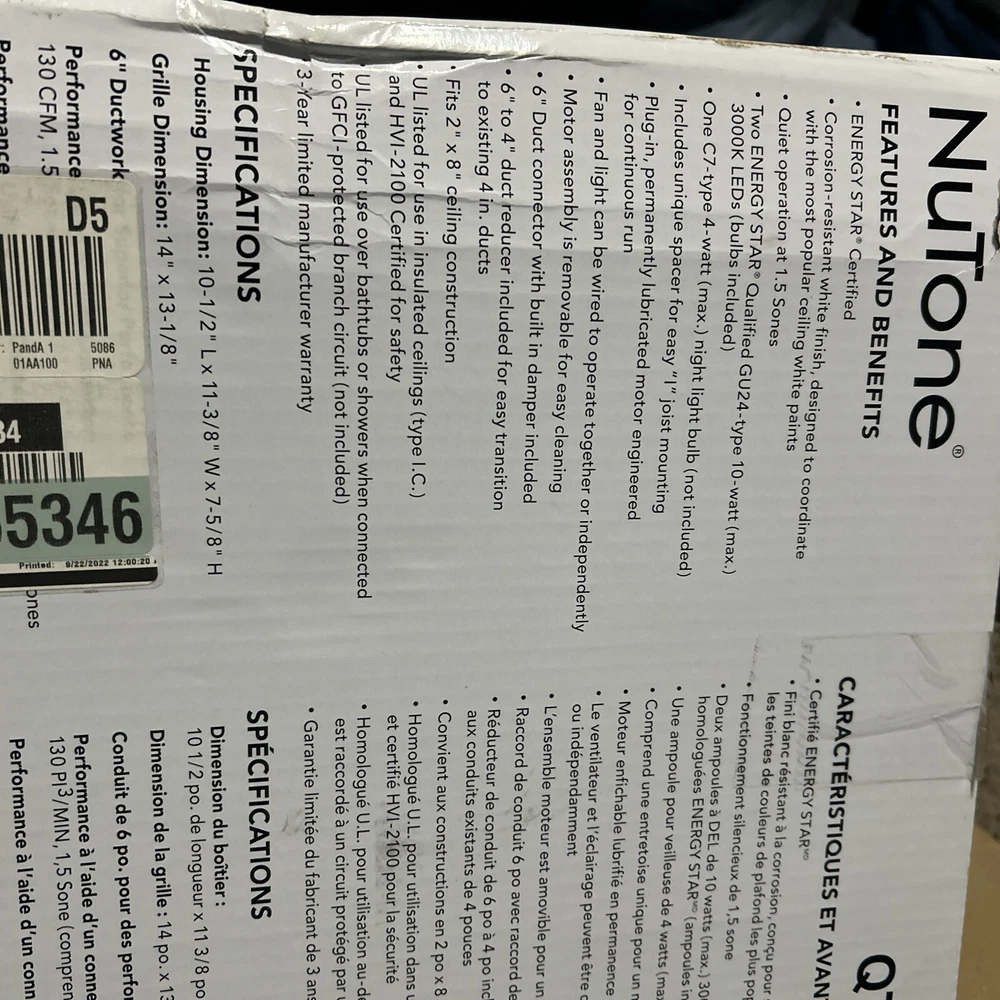 NuTone®
FEATURES AND BENEFITS
• ENERGY STAR® Certified
• Corrosion-resistant white finish, designed to coordinate
with the most popular ceiling white paints
• Quiet operation at 1.5 Sones
• Two ENERGY STAR® Qualified GU24-type 10-watt (max.)
3000K LEDs (bulbs included)
• One C7-type 4-watt (max.) night light bulb (not included)
• Includes unique spacer for easy "I" joist mounting
• Plug-in, permanently lubricated motor engineered
for continuous run
• Fan and light can be wired to operate together or independently
• Motor assembly is removable for easy cleaning
• 6" Duct connector with built in damper included
• 6" to 4" duct reducer included for easy transition
to existing 4 in. ducts
• Fits 2" x 8" ceiling construction
• UL listed for use in insulated ceilings (type I.C.)
and HVI-2100 Certified for safety
• UL listed for use over bathtubs or showers when connected
to GFCI-protected branch circuit (not included)
• 3-Year limited manufacturer warranty
SPECIFICATIONS
Housing Dimension: 10-1/2" L x 11-3/8" W x 7-5/8" H
Grille Dimension: 14" x 13-1/8"
6" Ductwork
Performance
130 CFM, 1.5
Performance
ones
D5
: PandA 1 5086
01AA100 PNA
34
5346
Printed: 9/22/2022 12:00:20
QT
CARACTÉRISTIQUES ET AVAN
• Certifié ENERGY STAR MD
• Fini blanc résistant à la corrosion, conçu pour
les teintes de couleurs de plafond les plus pop
• Fonctionnement silencieux de 1,5 sone
• Deux ampoules à DEL de 10 watts (max.) 300
homologuées ENERGY STAR MD (ampoules in
• Une ampoule pour veilleuse de 4 watts (max
• Comprend une entretoise unique pour un m
• Moteur enfichable lubrifié en permanence
• Le ventilateur et l'éclairage peuvent être c
ou indépendamment
• L'ensemble moteur est amovible pour un
• Raccord de conduit 6 po avec raccord de
• Réducteur de conduit de 6 po à 4 po incl
aux conduits existants de 4 pouces
• Convient aux constructions en 2 po x 8
• Homologué U.L. pour utilisation dans
et certifié HVI-2100 pour la sécurité
• Homologué U.L. pour utilisation au-de
est raccordé à un circuit protégé par
• Garantie limitée du fabricant de 3 ans
SPÉCIFICATIONS
Dimension du boîtier :
10 1/2 po. de longueur x 11 3/8 po
Dimension de la grille : 14 po. x 13
Conduit de 6 po. pour des perfor
Performance à l'aide d'un conne
130 PI³/MIN, 1,5 Sone (compren
Performance à l'aide d'un conn